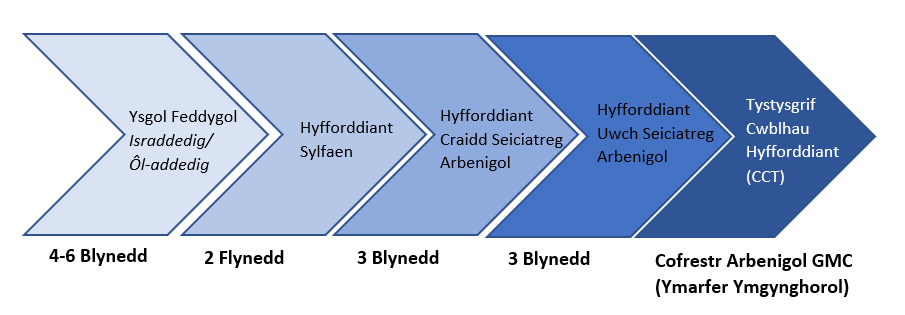 Ysgol Feddygol
Israddedig/
Ôl-addedig
Hyfforddiant
Sylfaen
Hyfforddiant
Craidd Seiciatreg
Arbenigol
Hyfforddiant
Uwch Seiciatreg
Arbenigol
Tystysgrif
Cwblhau
Hyfforddiant
(CCT)
4-6 Blynedd
2 Flynedd
3 Blynedd
3 Blynedd
Cofrestr Arbenigol GMC
(Ymarfer Ymgynghorol)